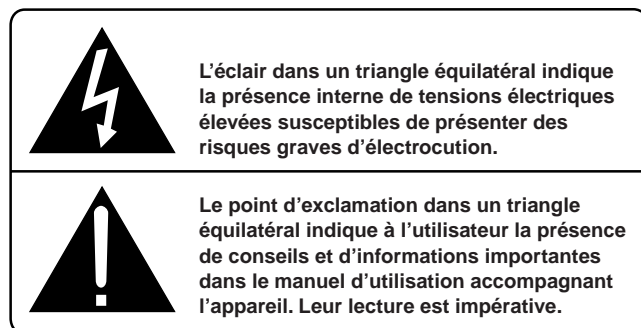 L’éclair dans un triangle équilatéral indique
la présence interne de tensions électriques
élevées susceptibles de présenter des
risques graves d’électrocution.
Le point d’exclamation dans un triangle
équilatéral indique à l’utilisateur la présence
de conseils et d’informations importantes
dans le manuel d’utilisation accompagnant
l’appareil. Leur lecture est impérative.